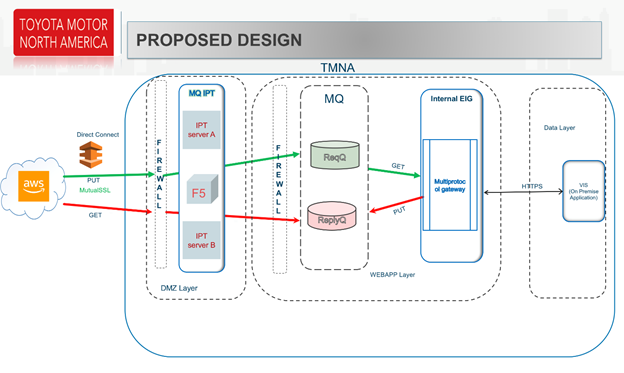 TOYOTA MOTOR
NORTH AMERICA
PROPOSED DESIGN
TMNA
aws
Direct Connect
PUT
MutualSSL
GET
FIREWALL
MQ IPT
IPT
server A
F5
IPT
server B
DMZ Layer
FIREWALL
MQ
ReqQ
ReplyQ
GET
PUT
WEBAPP Layer
Internal EIG
Multiprotoc
ol gateway
HTTPS
Data Layer
VIS
(On Premise
Application)